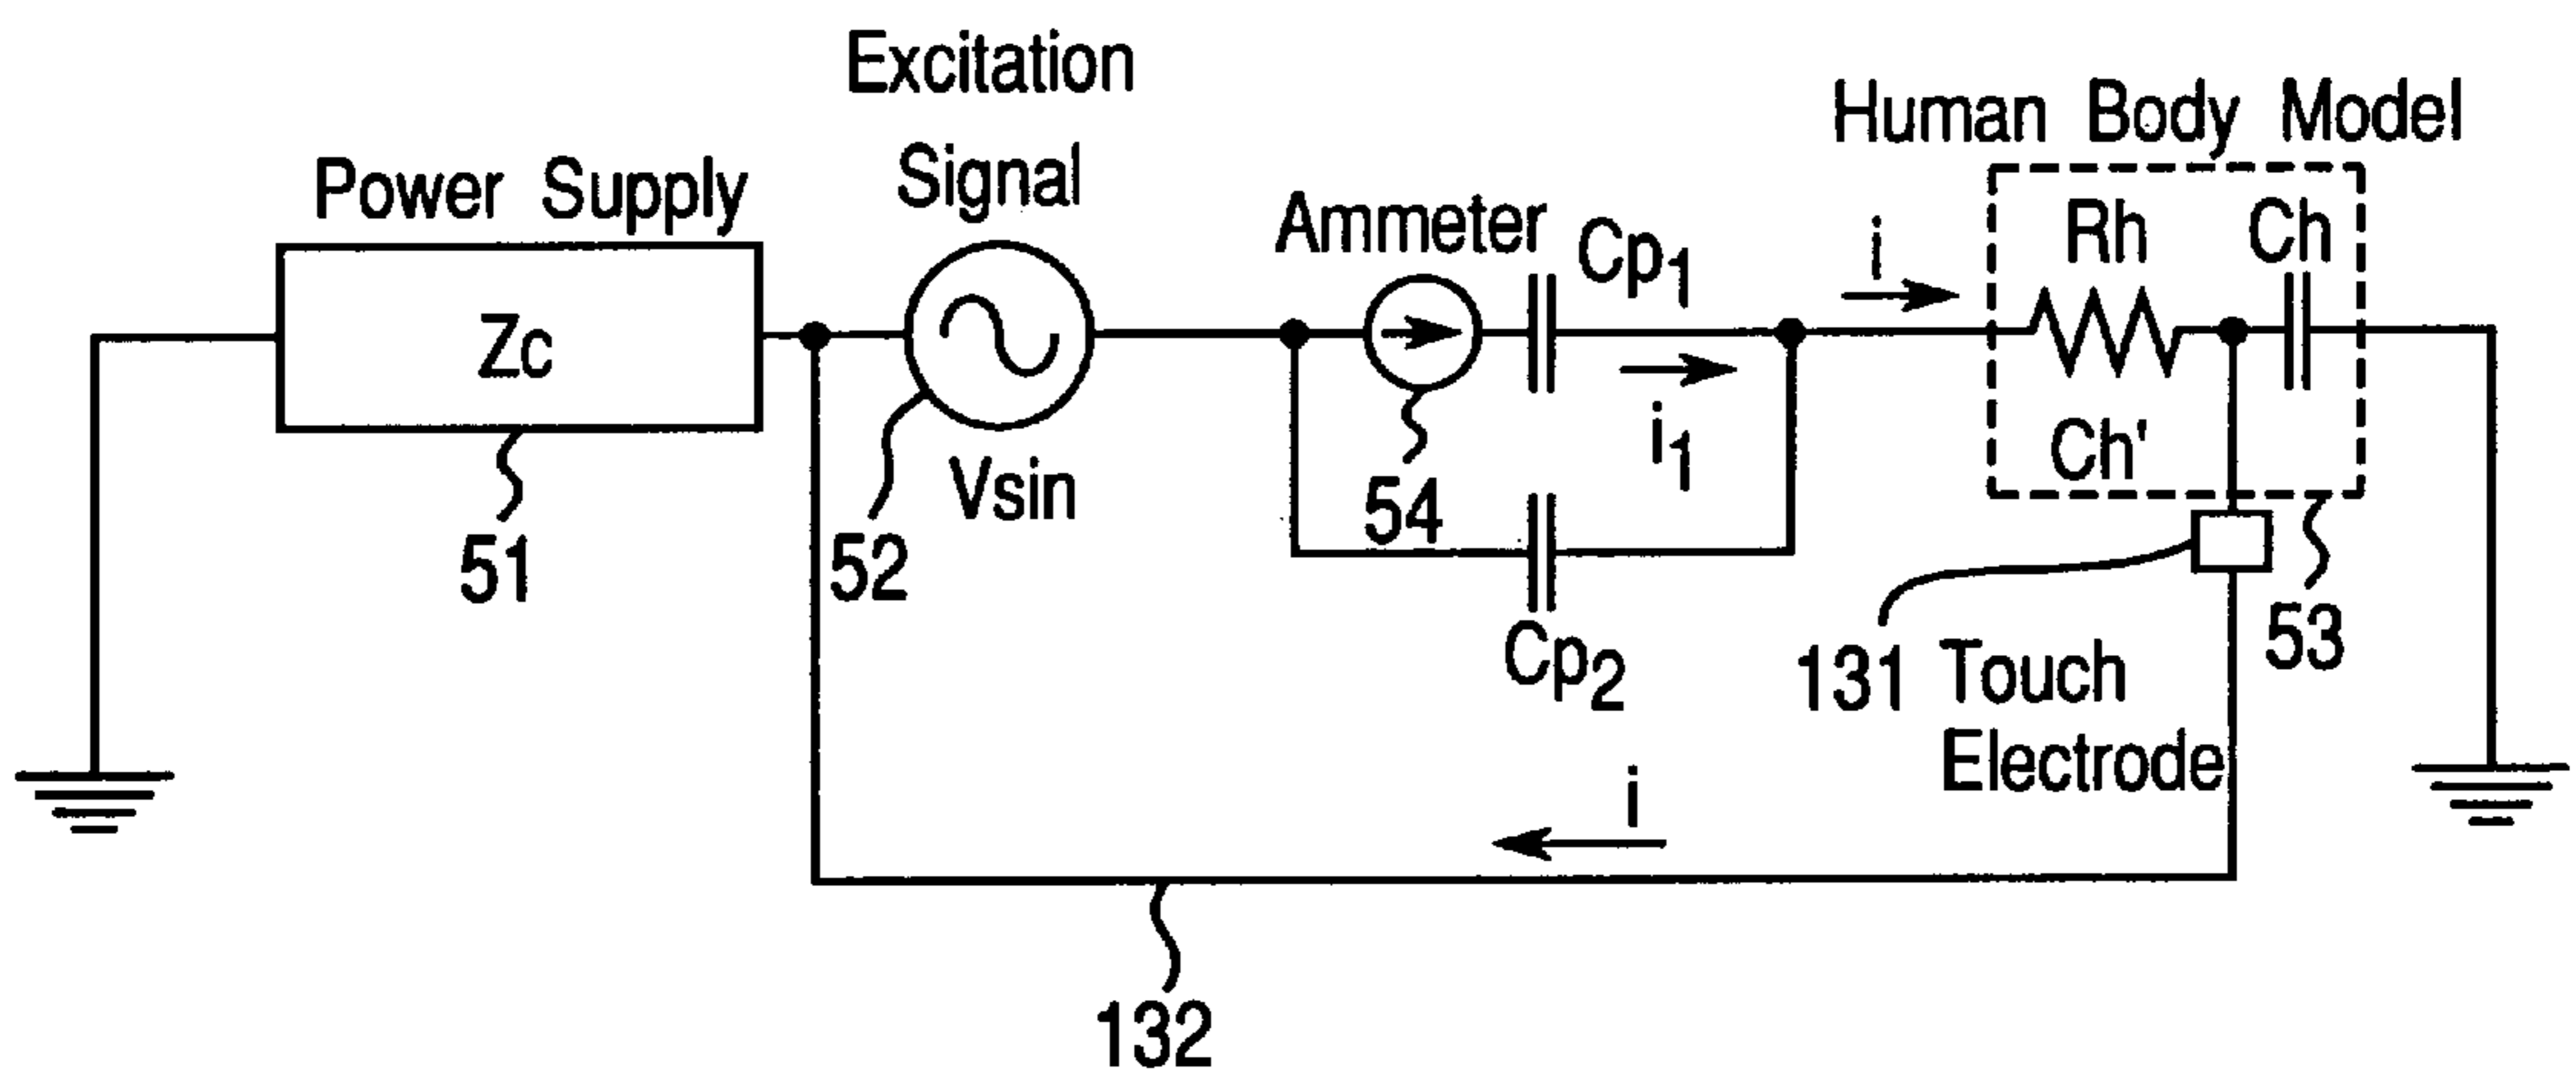 Excitation
Signal
Power Supply
Human Body Model
Ammeter
Cp1
i
Rh
Ch
Zc
i1
Ch'
Vsin
51
52
54
Cp2
131
Touch
Electrode
53
i
132